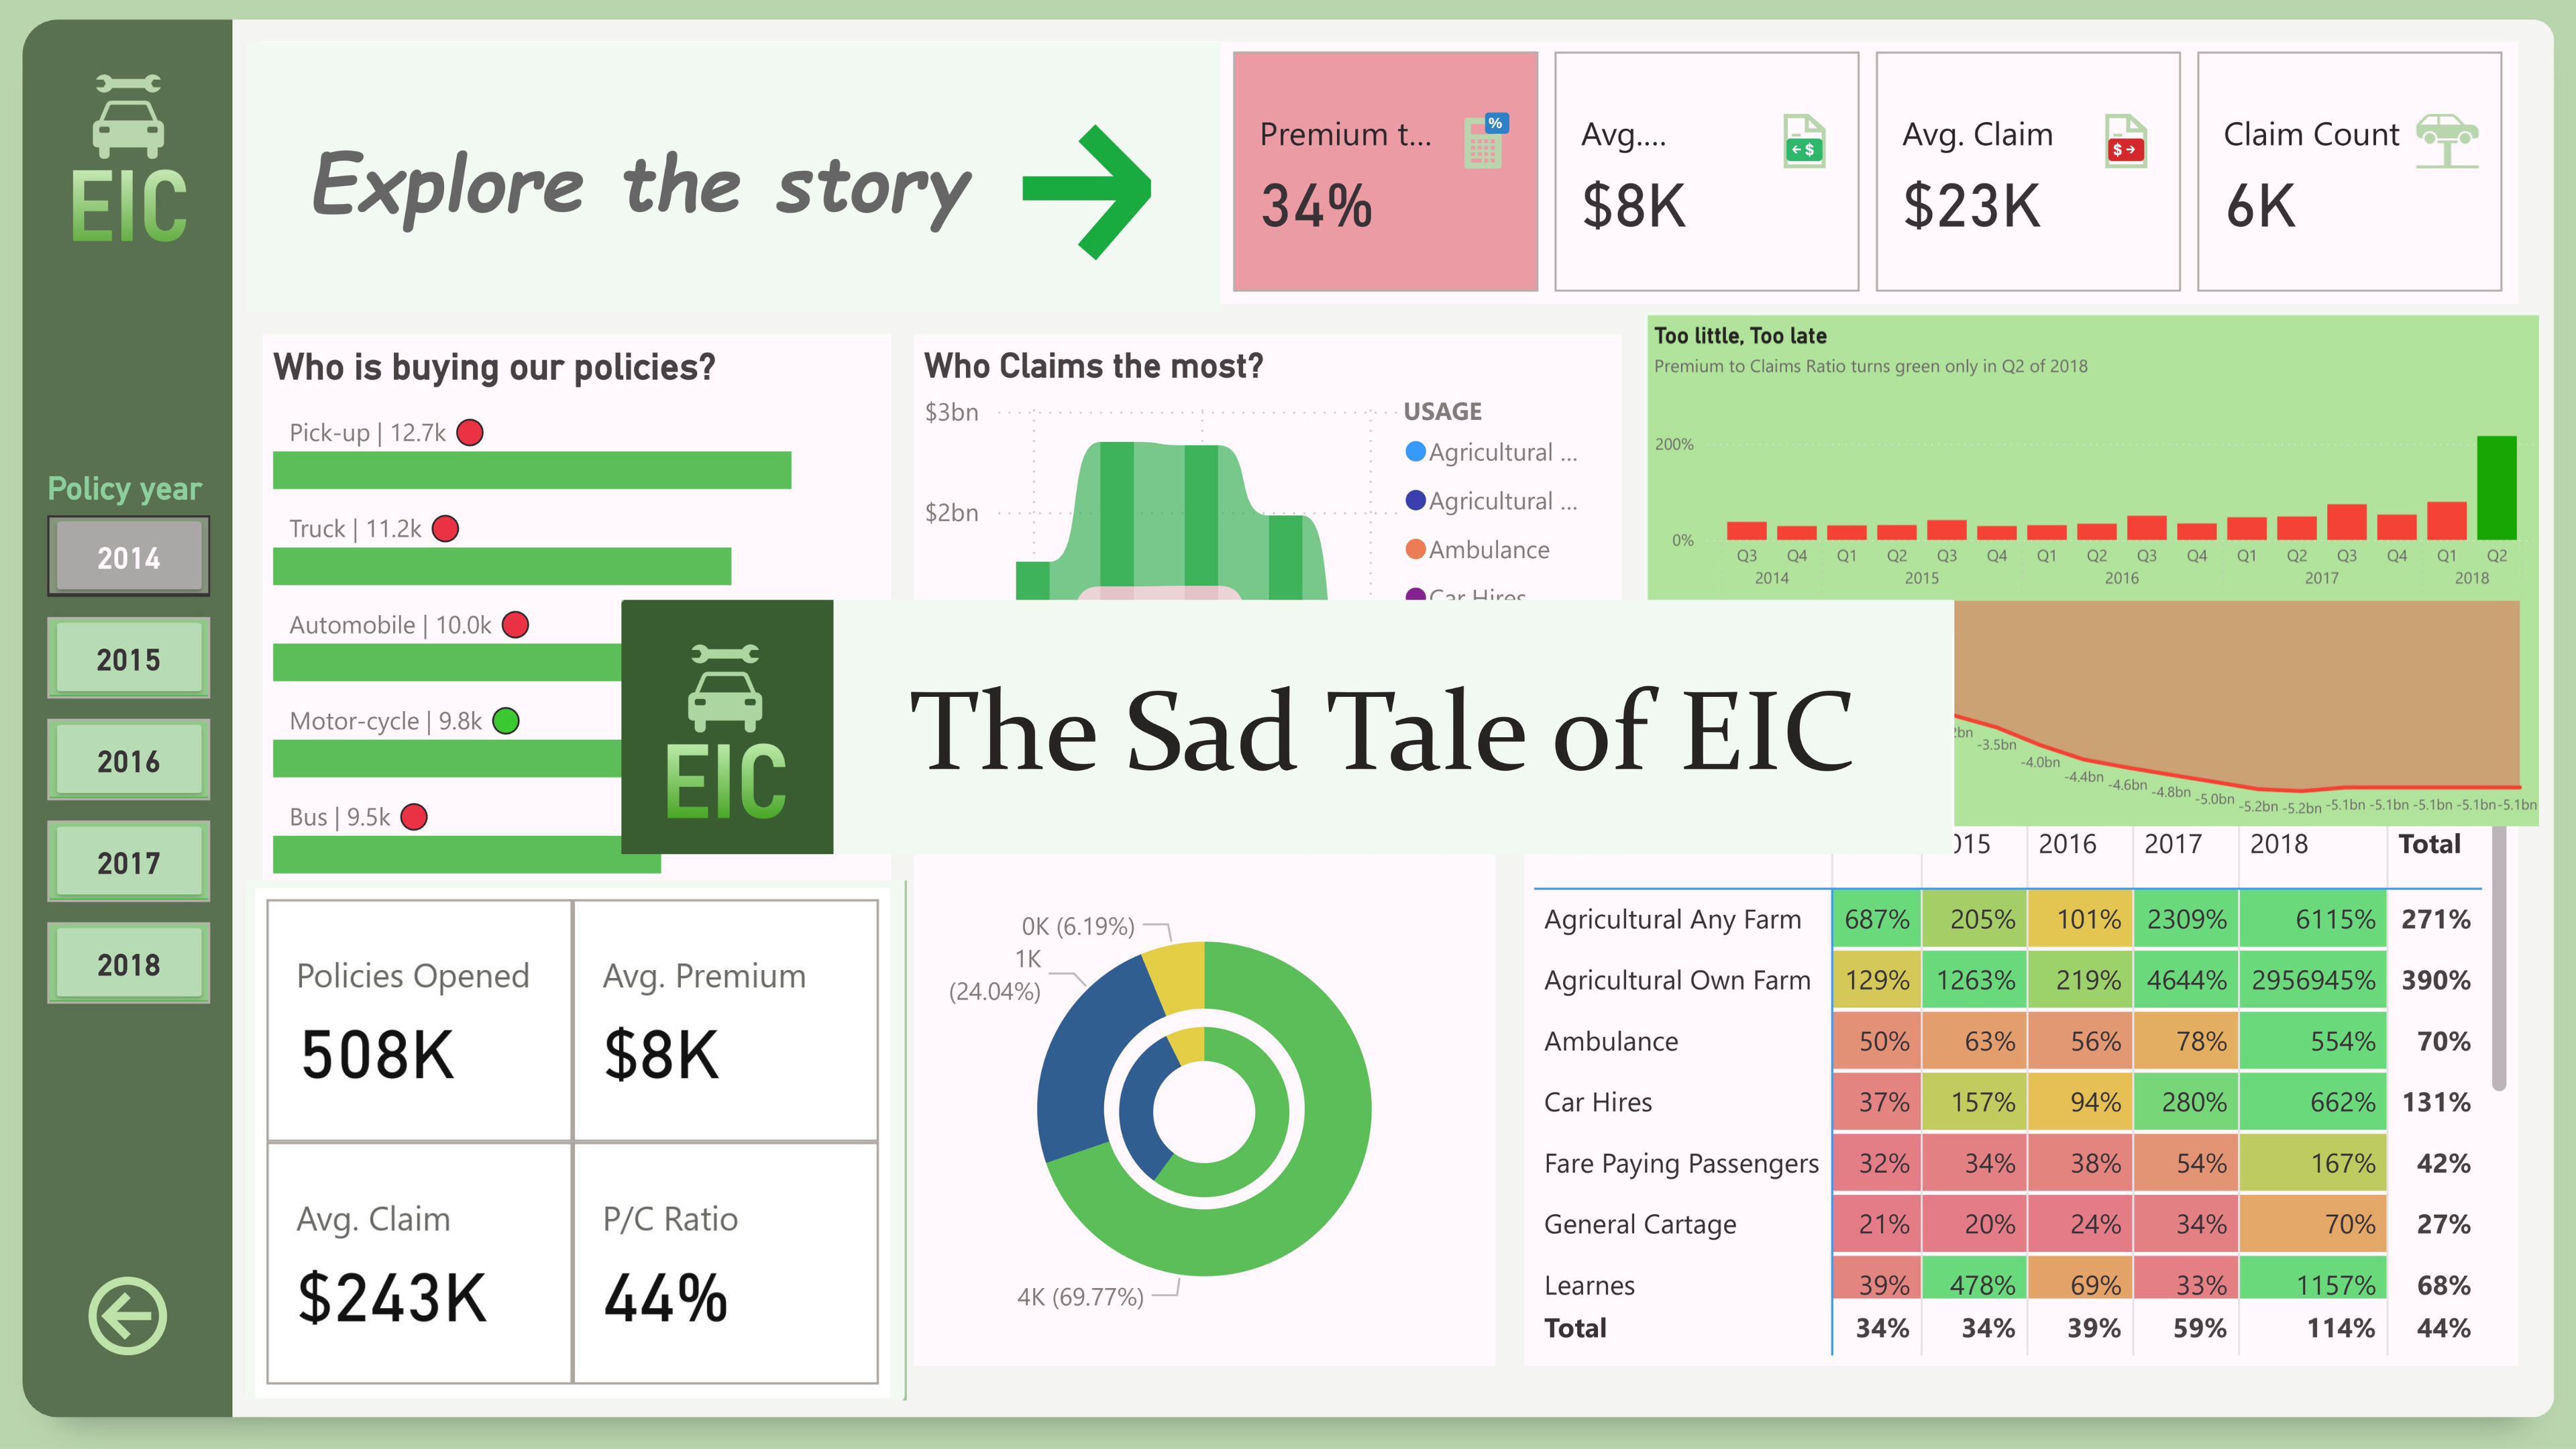 EIC
Policy year
2014
2015
2016
2017
2018
Explore the story
Premium t...
%
34%
Avg....
$
$8K
Avg. Claim
$
$23K
Claim Count
6K
Who is buying our policies?
Pick-up | 12.7k
Truck | 11.2k
Automobile | 10.0k
Motor-cycle | 9.8k
Bus | 9.5k
Who Claims the most?
$3bn
$2bn
USAGE
Agricultural ...
Agricultural ...
Ambulance
Car Hires
Too little, Too late
Premium to Claims Ratio turns green only in Q2 of 2018
200%
0%
Q3 Q4 Q1 Q2 Q3 Q4 Q1 Q2 Q3 Q4 Q1 Q2 Q3 Q4 Q1 Q2
2014 2015 2016 2017 2018
EIC
The Sad Tale of EIC
-3.5bn
-4.0bn
-4.4bn
-4.6bn
-4.8bn
-5.0bn
-5.2bn
-5.2bn
-5.1bn
-5.1bn
-5.1bn
-5.1bn
-5.1bn
Policies Opened
508K
Avg. Premium
$8K
Avg. Claim
$243K
P/C Ratio
44%
0K (6.19%)
1K
(24.04%)
4K (69.77%)
015 2016 2017 2018 Total
Agricultural Any Farm 687% 205% 101% 2309% 6115% 271%
Agricultural Own Farm 129% 1263% 219% 4644% 2956945% 390%
Ambulance 50% 63% 56% 78% 554% 70%
Car Hires 37% 157% 94% 280% 662% 131%
Fare Paying Passengers 32% 34% 38% 54% 167% 42%
General Cartage 21% 20% 24% 34% 70% 27%
Learnes 39% 478% 69% 33% 1157% 68%
Total 34% 34% 39% 59% 114% 44%